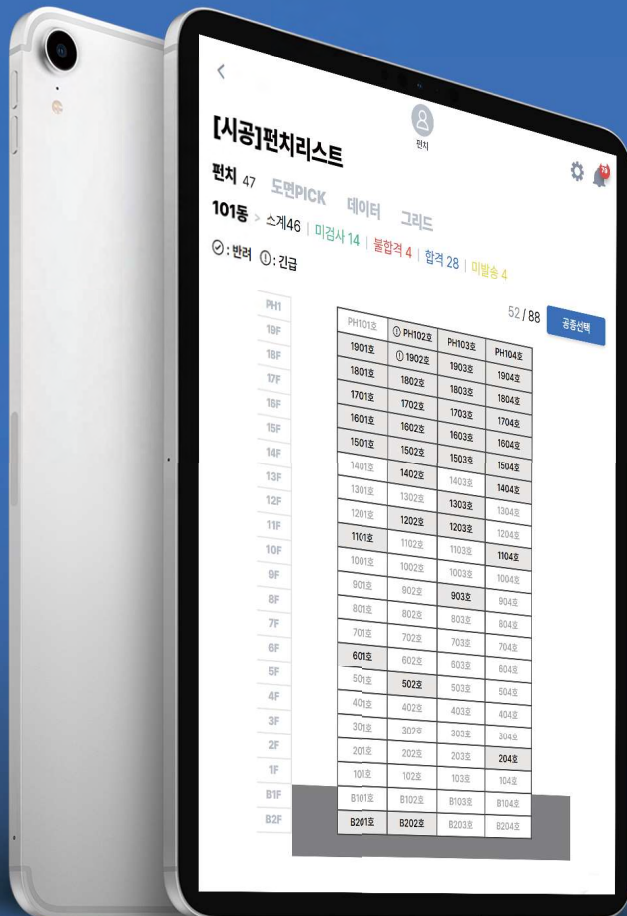 펀치
[시공]펀치리스트
펀치 47 도면PICK 데이터 그리드
101동 > 소계46 | 미검사 14 | 불합격 4 | 합격 28 | 미발송 4
: 반려 : 긴급
52 / 88 공종선택
PH1 PH101호 PH102호 PH103호 PH104호
19F 1901호 1902호 1903호 1904호
18F 1801호 1802호 1803호 1804호
17F 1701호 1702호 1703호 1704호
16F 1601호 1602호 1603호 1604호
15F 1501호 1502호 1503호 1504호
14F 1401호 1402호 1403호 1404호
13F 1301호 1302호 1303호 1304호
12F 1201호 1202호 1203호 1204호
11F 1101호 1102호 1103호 1104호
10F 1001호 1002호 1003호 1004호
9F 901호 902호 903호 904호
8F 801호 802호 803호 804호
7F 701호 702호 703호 704호
6F 601호 602호 603호 604호
5F 501호 502호 503호 504호
4F 401호 402호 403호 404호
3F 301호 302호 303호 304호
2F 201호 202호 203호 204호
1F 101호 102호 103호 104호
B1F B101호 B102호 B103호 B104호
B2F B201호 B202호 B203호 B204호